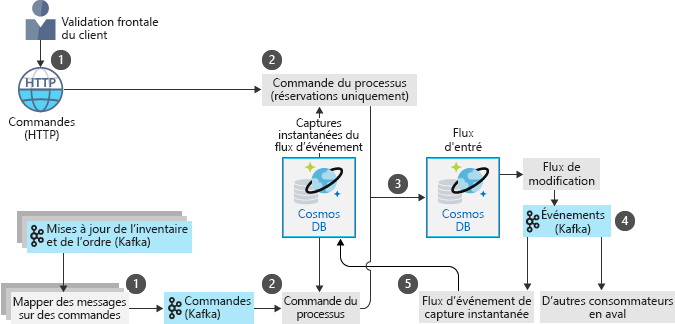 Validation frontale
du client
1
HTTP
Commandes
(HTTP)
2
Commande du processus
(réservations uniquement)
Captures
instantanées du
flux d'événement
Cosmos
DB
3
Flux
d'entré
Cosmos
DB
Flux de
modification
Événements
(Kafka)
4
Mises à jour de l'inventaire
et de l'ordre (Kafka)
Mapper des messages
sur des commandes
1
Commandes
(Kafka)
2
Commande du
processus
5
Flux d'événement de
capture instantanée
D'autres consommateurs
en aval